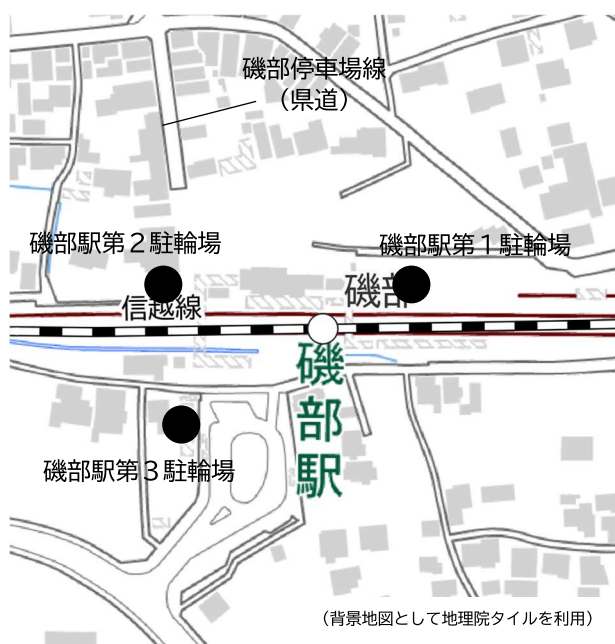 磯部停車場線
（県道）
磯部駅第２駐輪場
磯部駅第１駐輪場
磯部
信越線
磯部駅
磯部駅第３駐輪場
（背景地図として地理院タイルを利用）